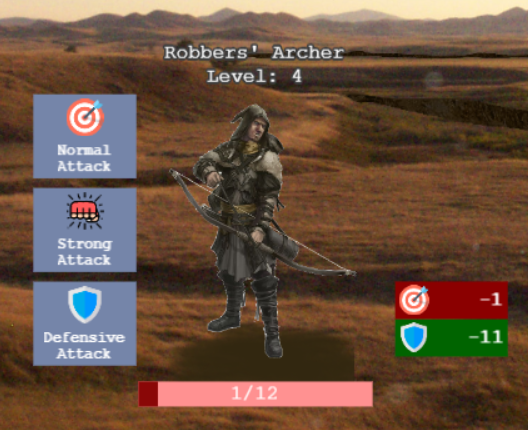 Robbers' Archer
Level: 4
Normal
Attack
Strong
Attack
Defensive
Attack
-1
-11
1/12